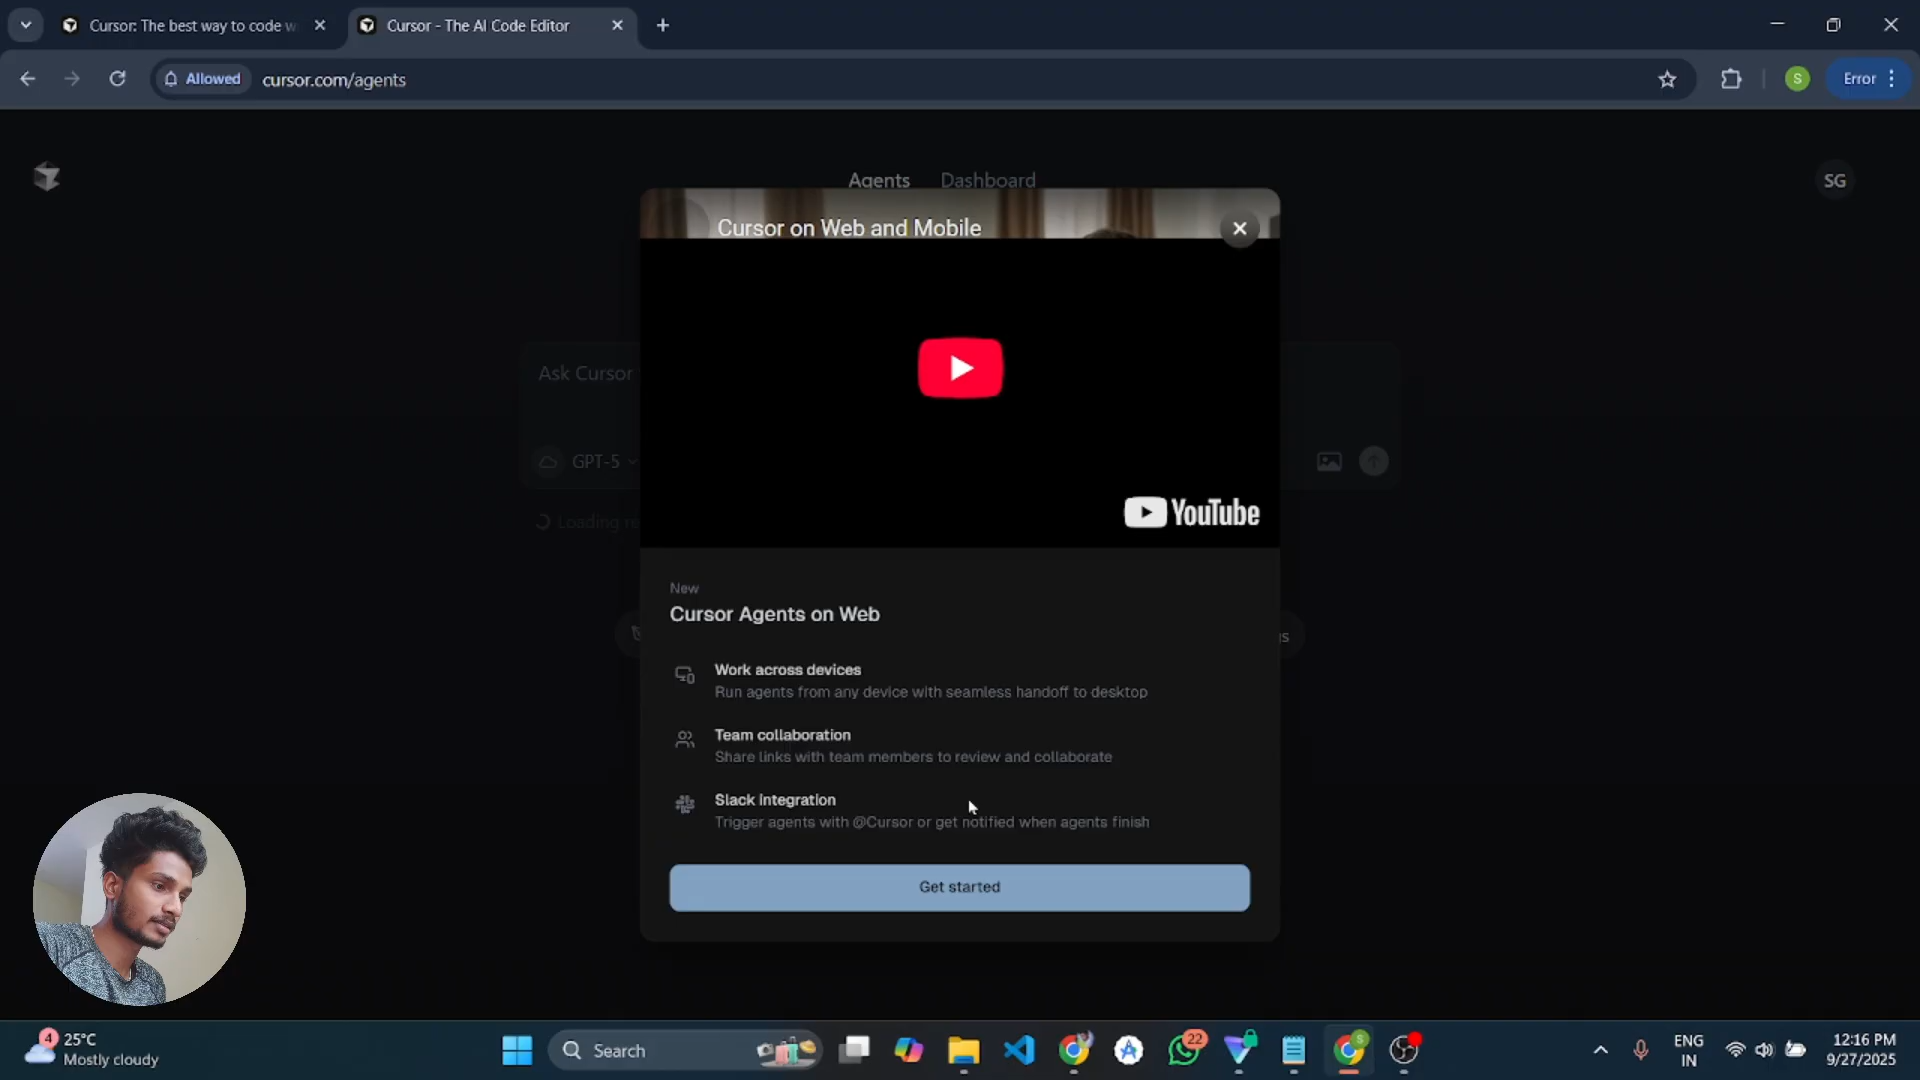 Cursor: The best way to code w
Cursor - The AI Code Editor
Allowed
cursor.com/agents
S
Error
Agents
Dashboard
SG
Cursor on Web and Mobile
Ask Cursor
GPT-5
YouTube
Loading re
New
Cursor Agents on Web
Work across devices
Run agents from any device with seamless handoff to desktop
Team collaboration
Share links with team members to review and collaborate
Slack integration
Trigger agents with @Cursor or get notified when agents finish
Get started
4
25°C
Mostly cloudy
Search
22
ENG
IN
12:16 PM
9/27/2025